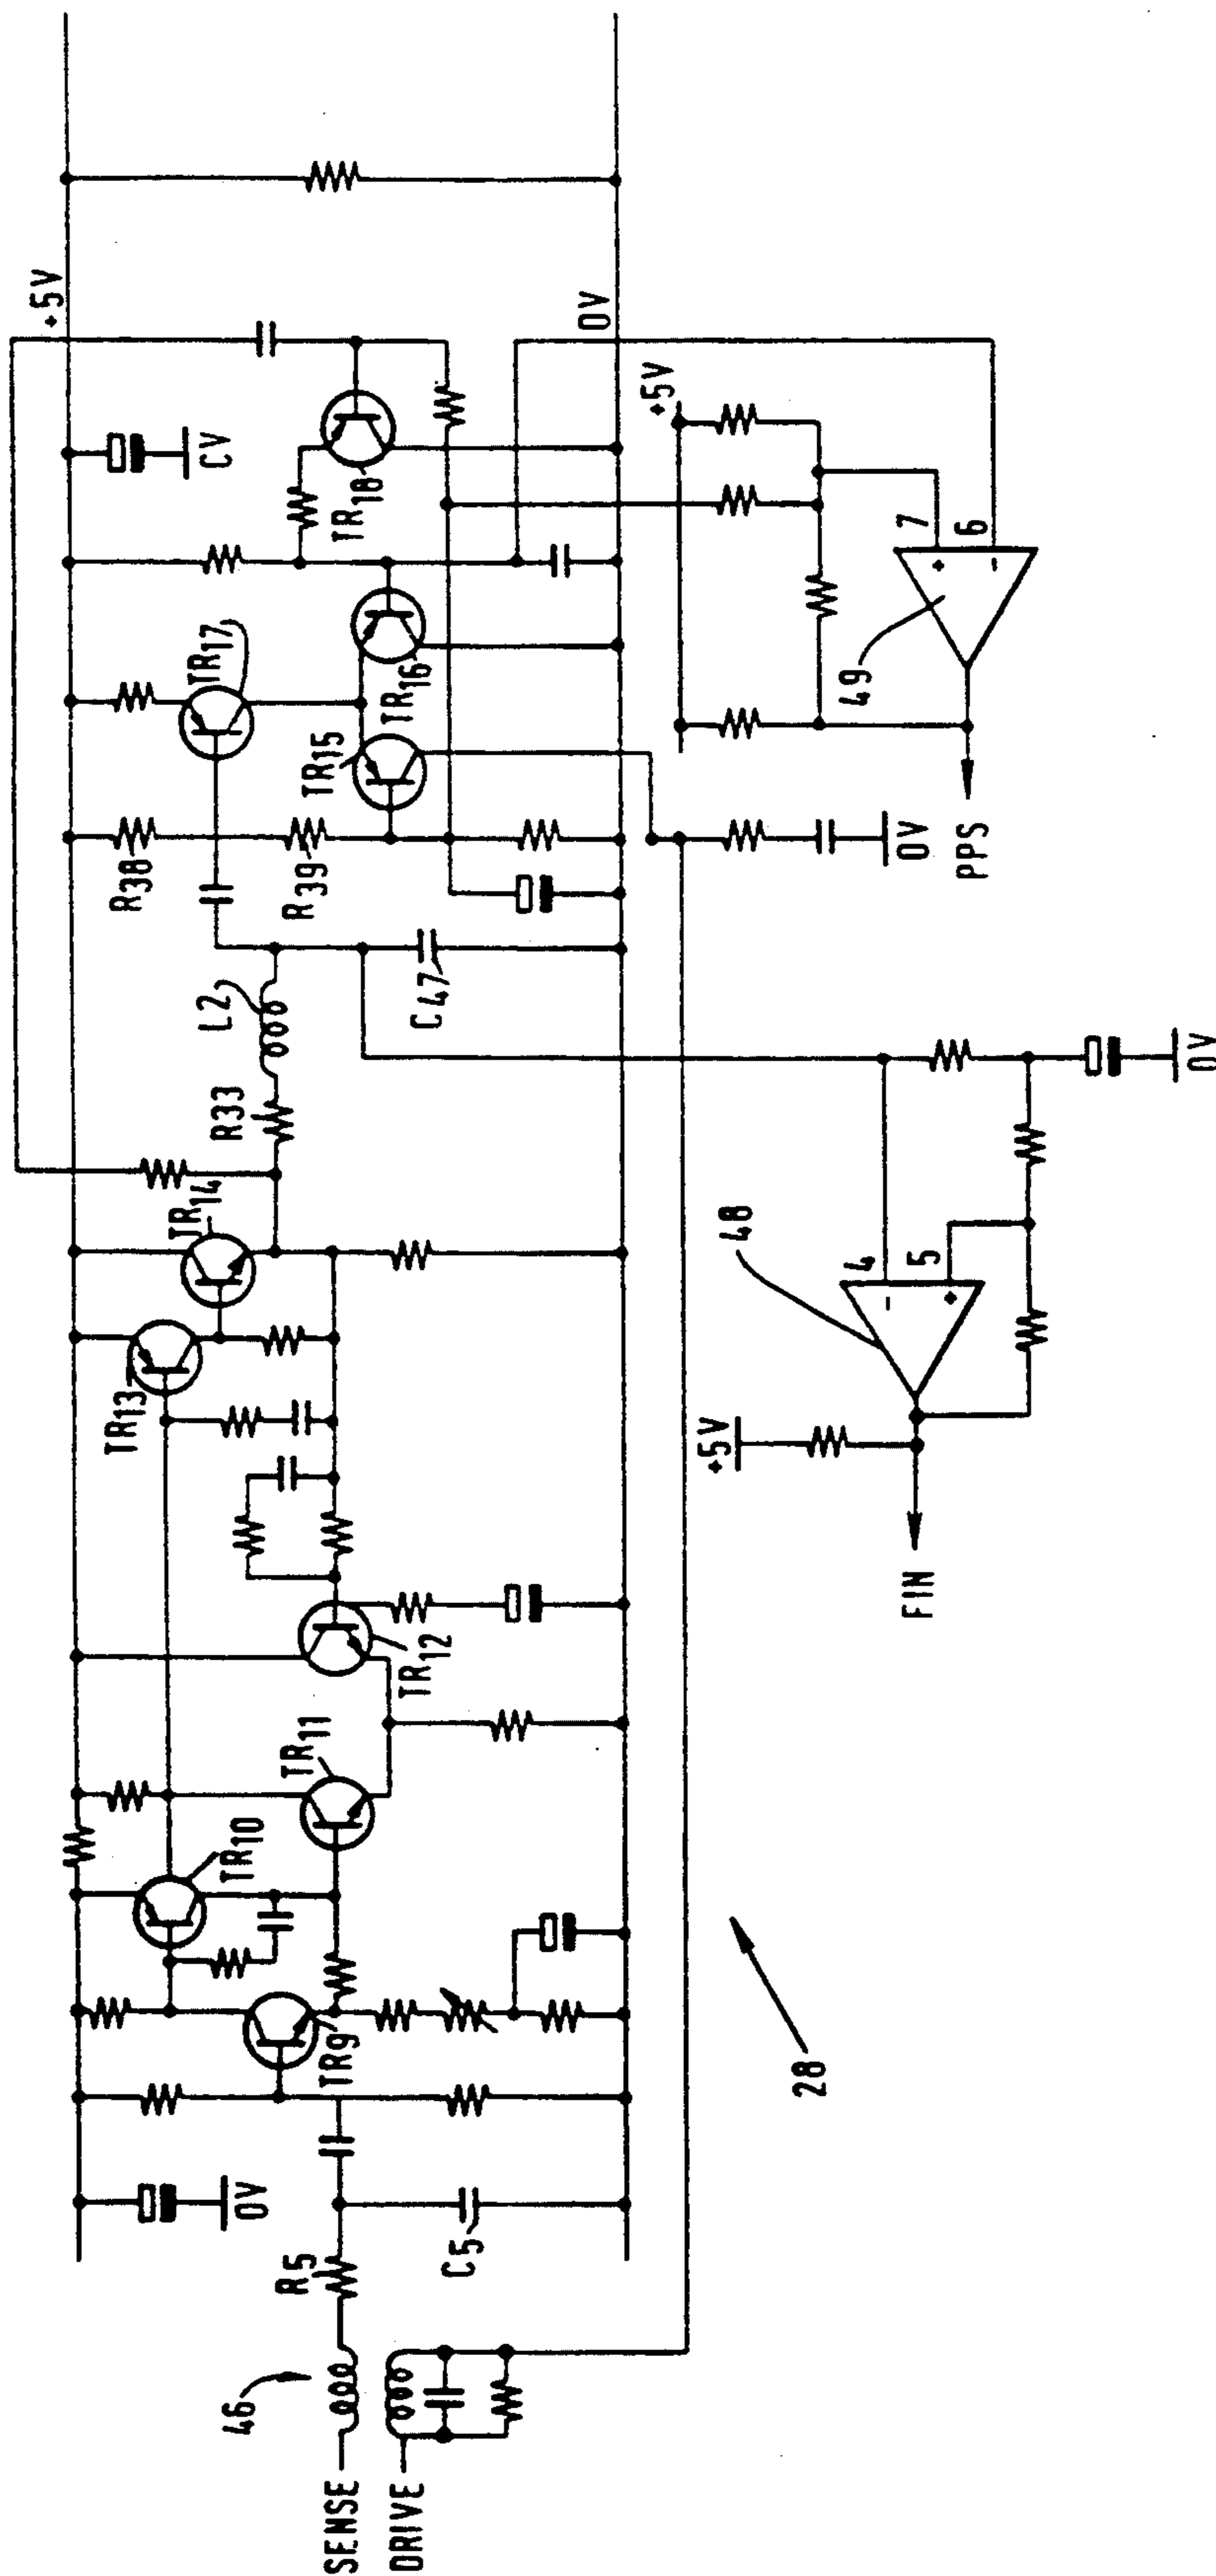 +5V
TR17
TR14
L2
R33
CV
TR13
R38
R39
TR15
TR16
TR18
0V
C47
TR10
TR11
TR12
TR9
0V
R5
C5
46
SENSE
DRIVE
28
+5V
FIN
48
4
5
-
+
0V
0V
PPS
49
+5V
7
6
+
-